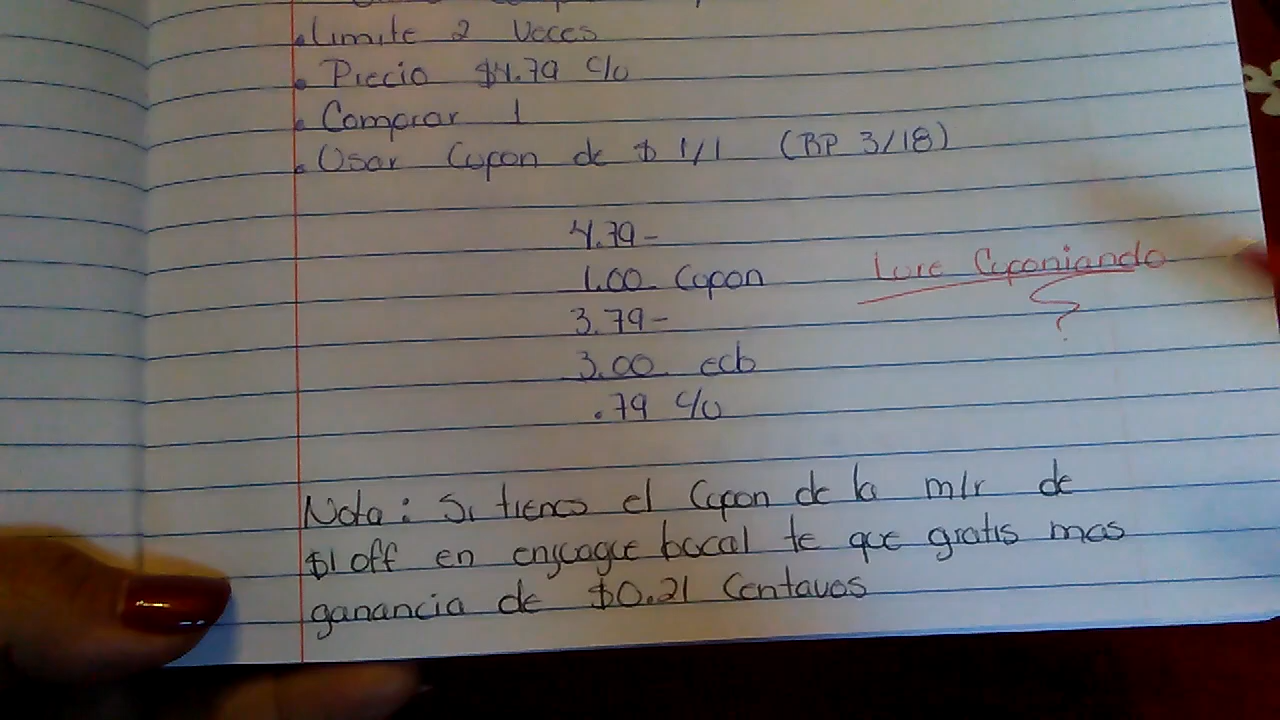 • Limite 2 Veces
• Precio $4.79 c/u
• Comprar 1
• Usar Cupon de $1/1 (RP 3/18)
4.79-
1.00 Cupon
Lure Cuponiando
3.79-
3.00 ecb
.79 c/u
Nota: Si tienes el Cupon de la m/r de
$1 off en enjuague bucal te que gratis mas
ganancia de $0.21 Centavos